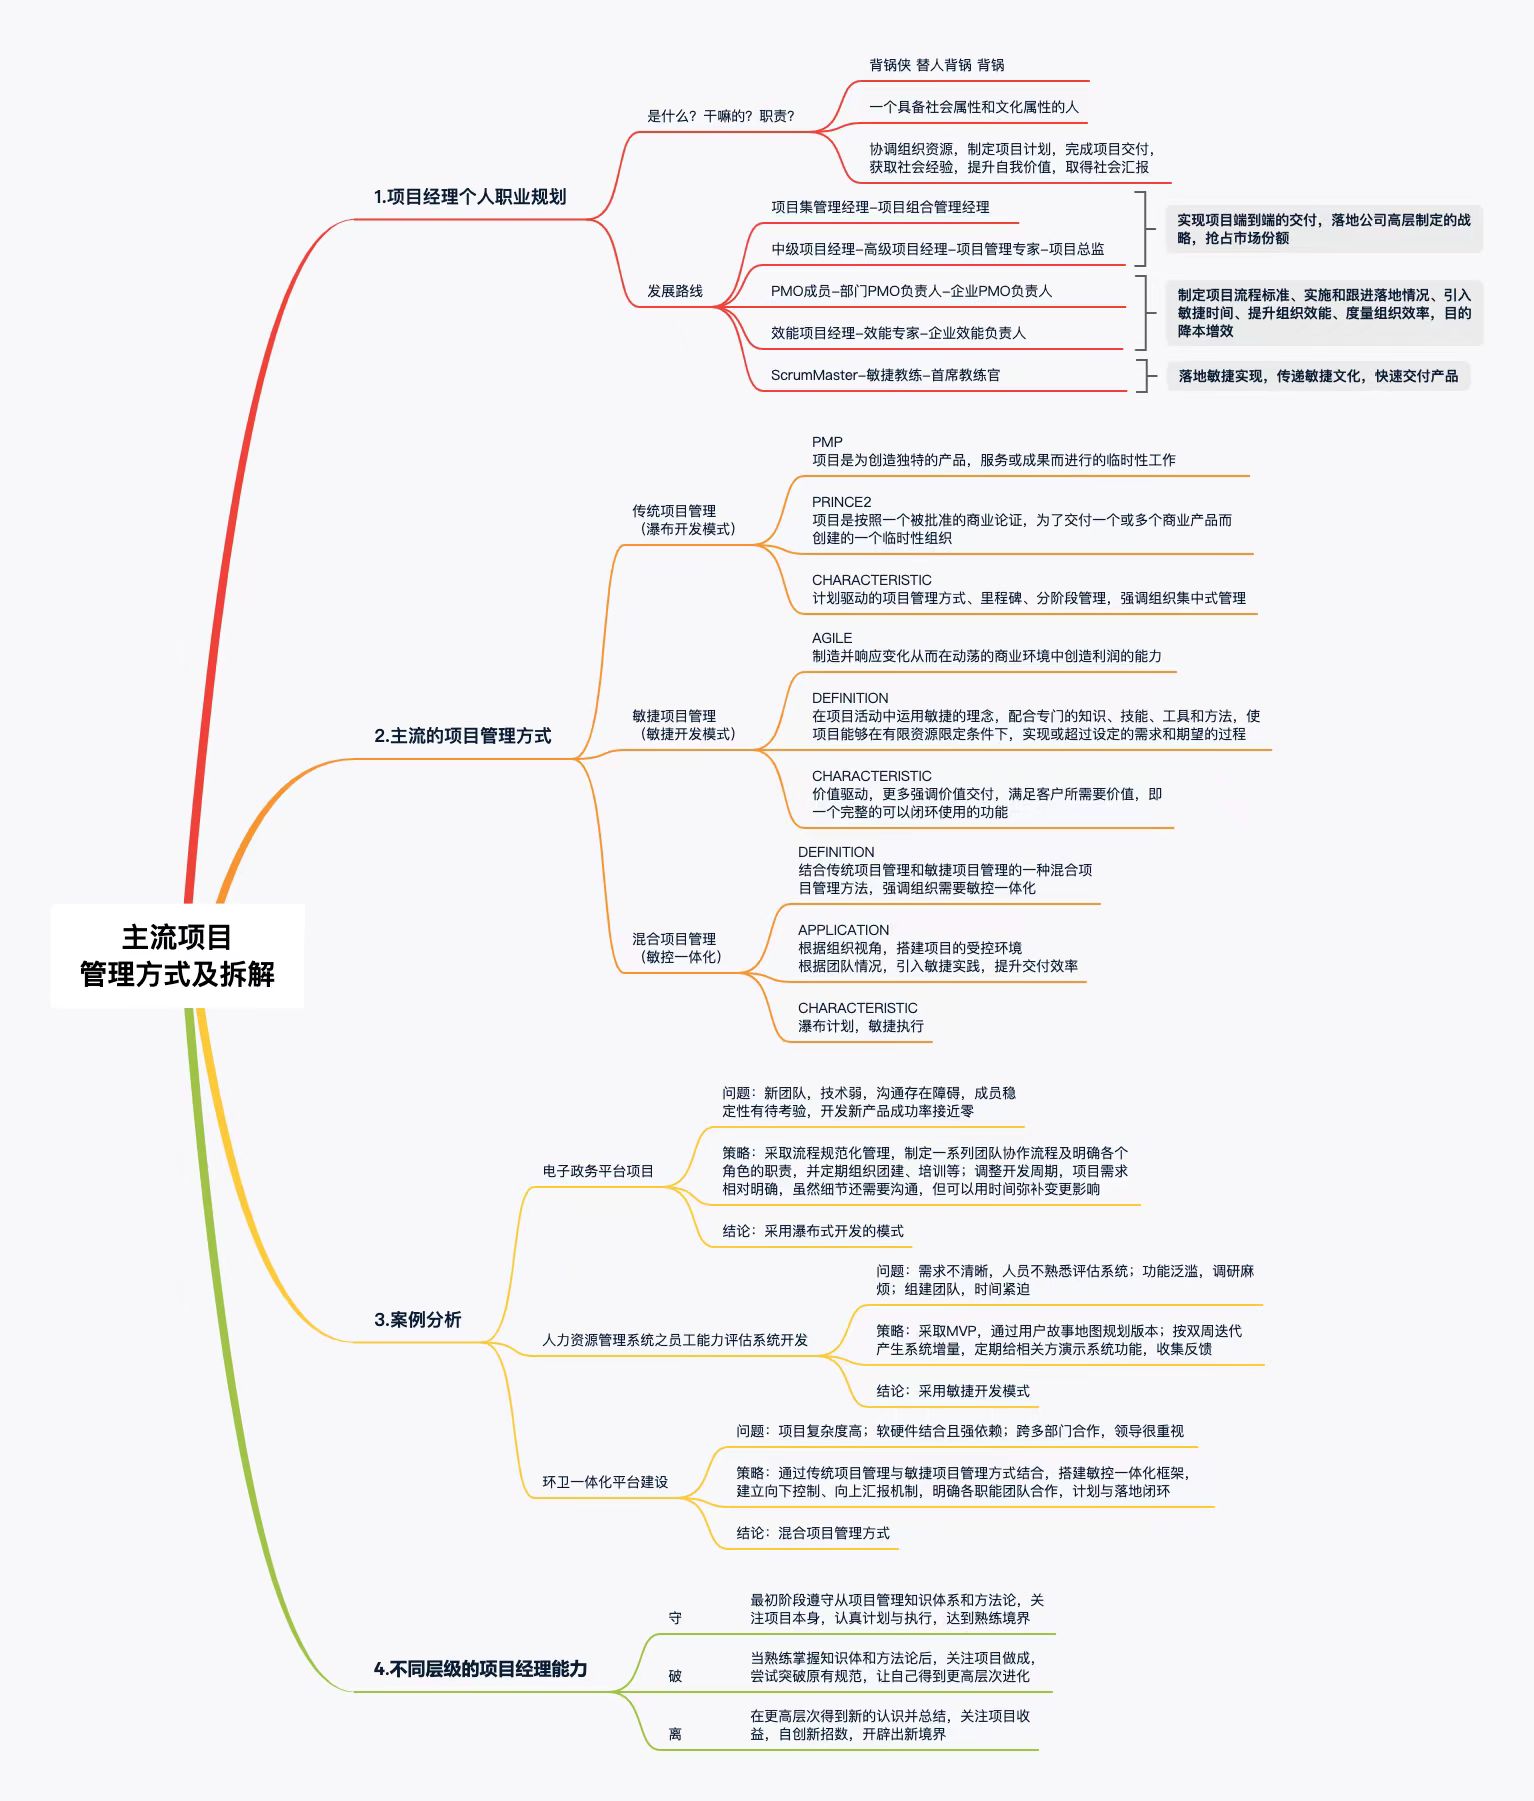 主流项目
管理方式及拆解
1.项目经理个人职业规划
是什么？干嘛的？职责？
背锅侠 替人背锅 背锅
一个具备社会属性和文化属性的人
协调组织资源，制定项目计划，完成项目交付，
获取社会经验，提升自我价值，取得社会汇报
发展路线
项目集管理经理–项目组合管理经理
中级项目经理–高级项目经理–项目管理专家–项目总监
实现项目端到端的交付，落地公司高层制定的战
略，抢占市场份额
PMO成员–部门PMO负责人–企业PMO负责人
效能项目经理–效能专家–企业效能负责人
制定项目流程标准、实施和跟进落地情况、引入
敏捷时间、提升组织效能、度量组织效率，目的
降本增效
ScrumMaster–敏捷教练–首席教练官
落地敏捷实现，传递敏捷文化，快速交付产品
2.主流的项目管理方式
传统项目管理
（瀑布开发模式）
PMP
项目是为创造独特的产品，服务或成果而进行的临时性工作
PRINCE2
项目是按照一个被批准的商业论证，为了交付一个或多个商业产品而
创建的一个临时性组织
CHARACTERISTIC
计划驱动的项目管理方式、里程碑、分阶段管理，强调组织集中式管理
敏捷项目管理
（敏捷开发模式）
AGILE
制造并响应变化从而在动荡的商业环境中创造利润的能力
DEFINITION
在项目活动中运用敏捷的理念，配合专门的知识、技能、工具和方法，使
项目能够在有限资源限定条件下，实现或超过设定的需求和期望的过程
CHARACTERISTIC
价值驱动，更多强调价值交付，满足客户所需要价值，即
一个完整的可以闭环使用的功能
混合项目管理
（敏控一体化）
DEFINITION
结合传统项目管理和敏捷项目管理的一种混合项
目管理方法，强调组织需要敏控一体化
APPLICATION
根据组织视角，搭建项目的受控环境
根据团队情况，引入敏捷实践，提升交付效率
CHARACTERISTIC
瀑布计划，敏捷执行
3.案例分析
电子政务平台项目
问题：新团队，技术弱，沟通存在障碍，成员稳
定性有待考验，开发新产品成功率接近零
策略：采取流程规范化管理，制定一系列团队协作流程及明确各个
角色的职责，并定期组织团建、培训等；调整开发周期，项目需求
相对明确，虽然细节还需要沟通，但可以用时间弥补变更影响
结论：采用瀑布式开发的模式
人力资源管理系统之员工能力评估系统开发
问题：需求不清晰，人员不熟悉评估系统；功能泛滥，调研麻
烦；组建团队，时间紧迫
策略：采取MVP，通过用户故事地图规划版本；按双周迭代
产生系统增量，定期给相关方演示系统功能，收集反馈
结论：采用敏捷开发模式
环卫一体化平台建设
问题：项目复杂度高；软硬件结合且强依赖；跨多部门合作，领导很重视
策略：通过传统项目管理与敏捷项目管理方式结合，搭建敏控一体化框架，
建立向下控制、向上汇报机制，明确各职能团队合作，计划与落地闭环
结论：混合项目管理方式
4.不同层级的项目经理能力
守
最初阶段遵守从项目管理知识体系和方法论，关
注项目本身，认真计划与执行，达到熟练境界
破
当熟练掌握知识体和方法论后，关注项目做成，
尝试突破原有规范，让自己得到更高层次进化
离
在更高层次得到新的认识并总结，关注项目收
益，自创新招数，开辟出新境界